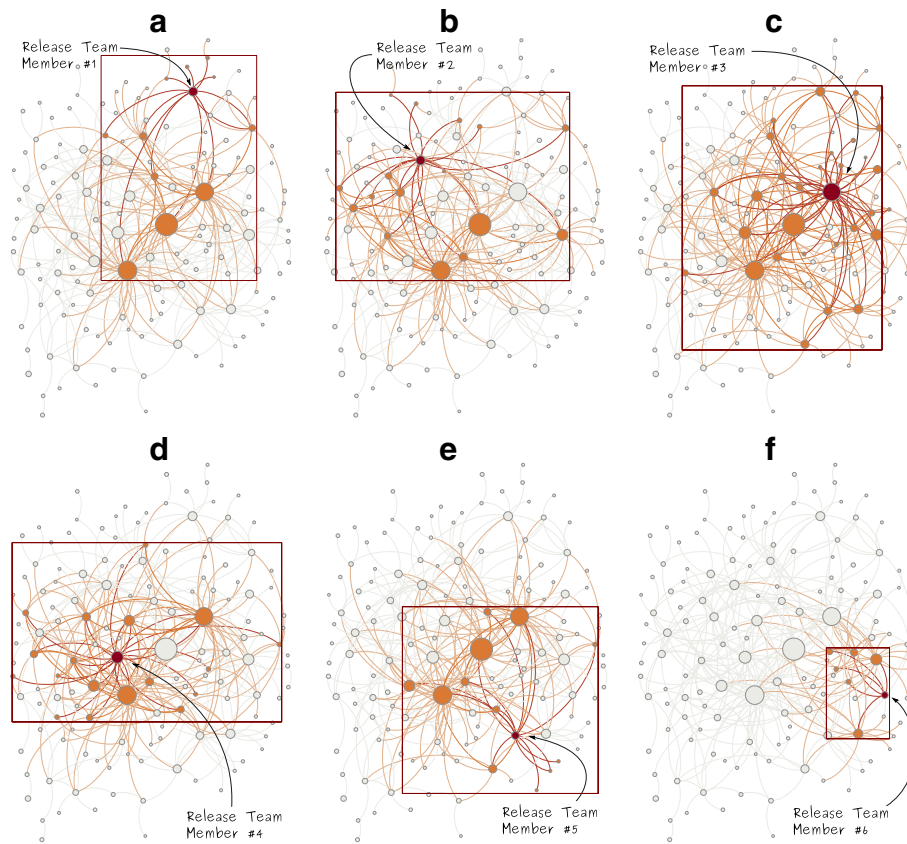 a
b
c
Release Team
Member #1
Release Team
Member #2
Release Team
Member #3
d
e
f
Release Team
Member #4
Release Team
Member #5
Release Team
Member #6